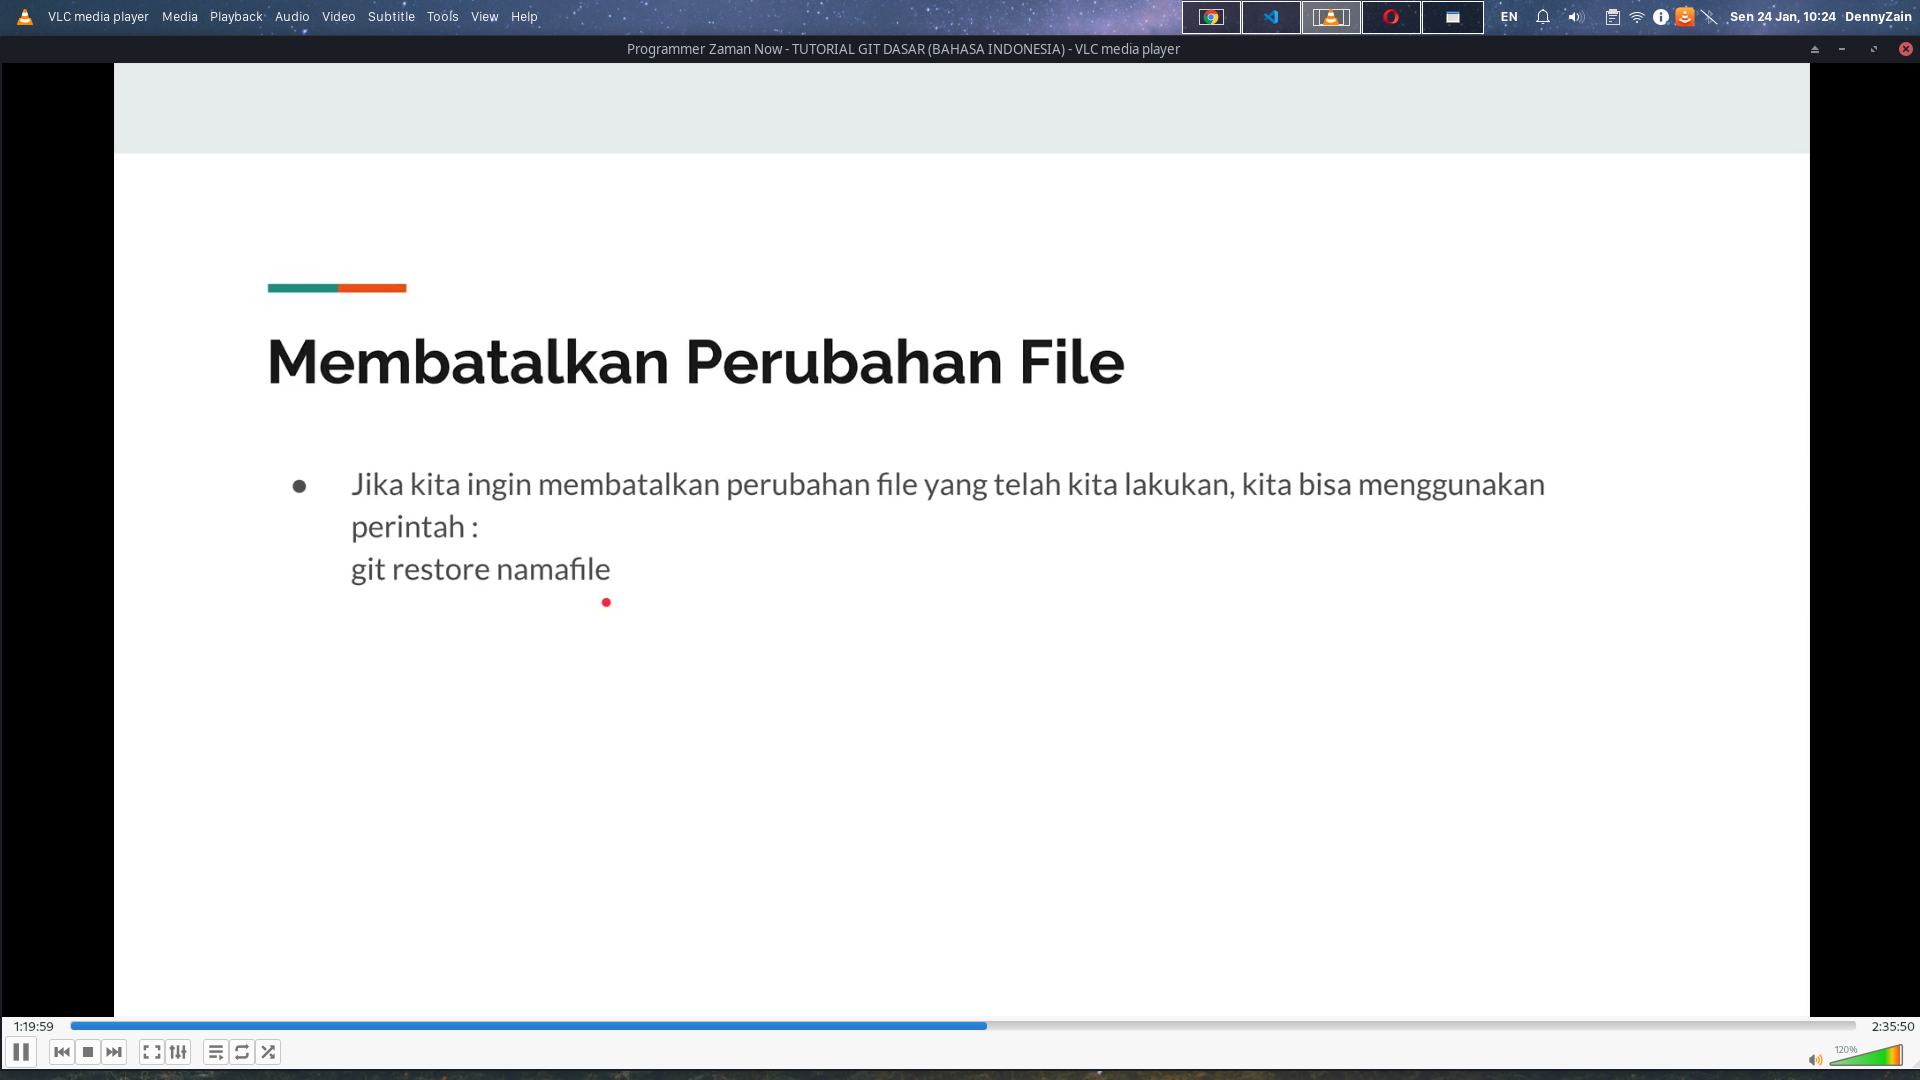 VLC media player Media Playback Audio Video Subtitle Tools View Help EN Sen 24 Jan, 10:24 DennyZain
Programmer Zaman Now - TUTORIAL GIT DASAR (BAHASA INDONESIA) - VLC media player
Membatalkan Perubahan File
● Jika kita ingin membatalkan perubahan file yang telah kita lakukan, kita bisa menggunakan
perintah :
git restore namafile
1:19:59 2:35:50
120%